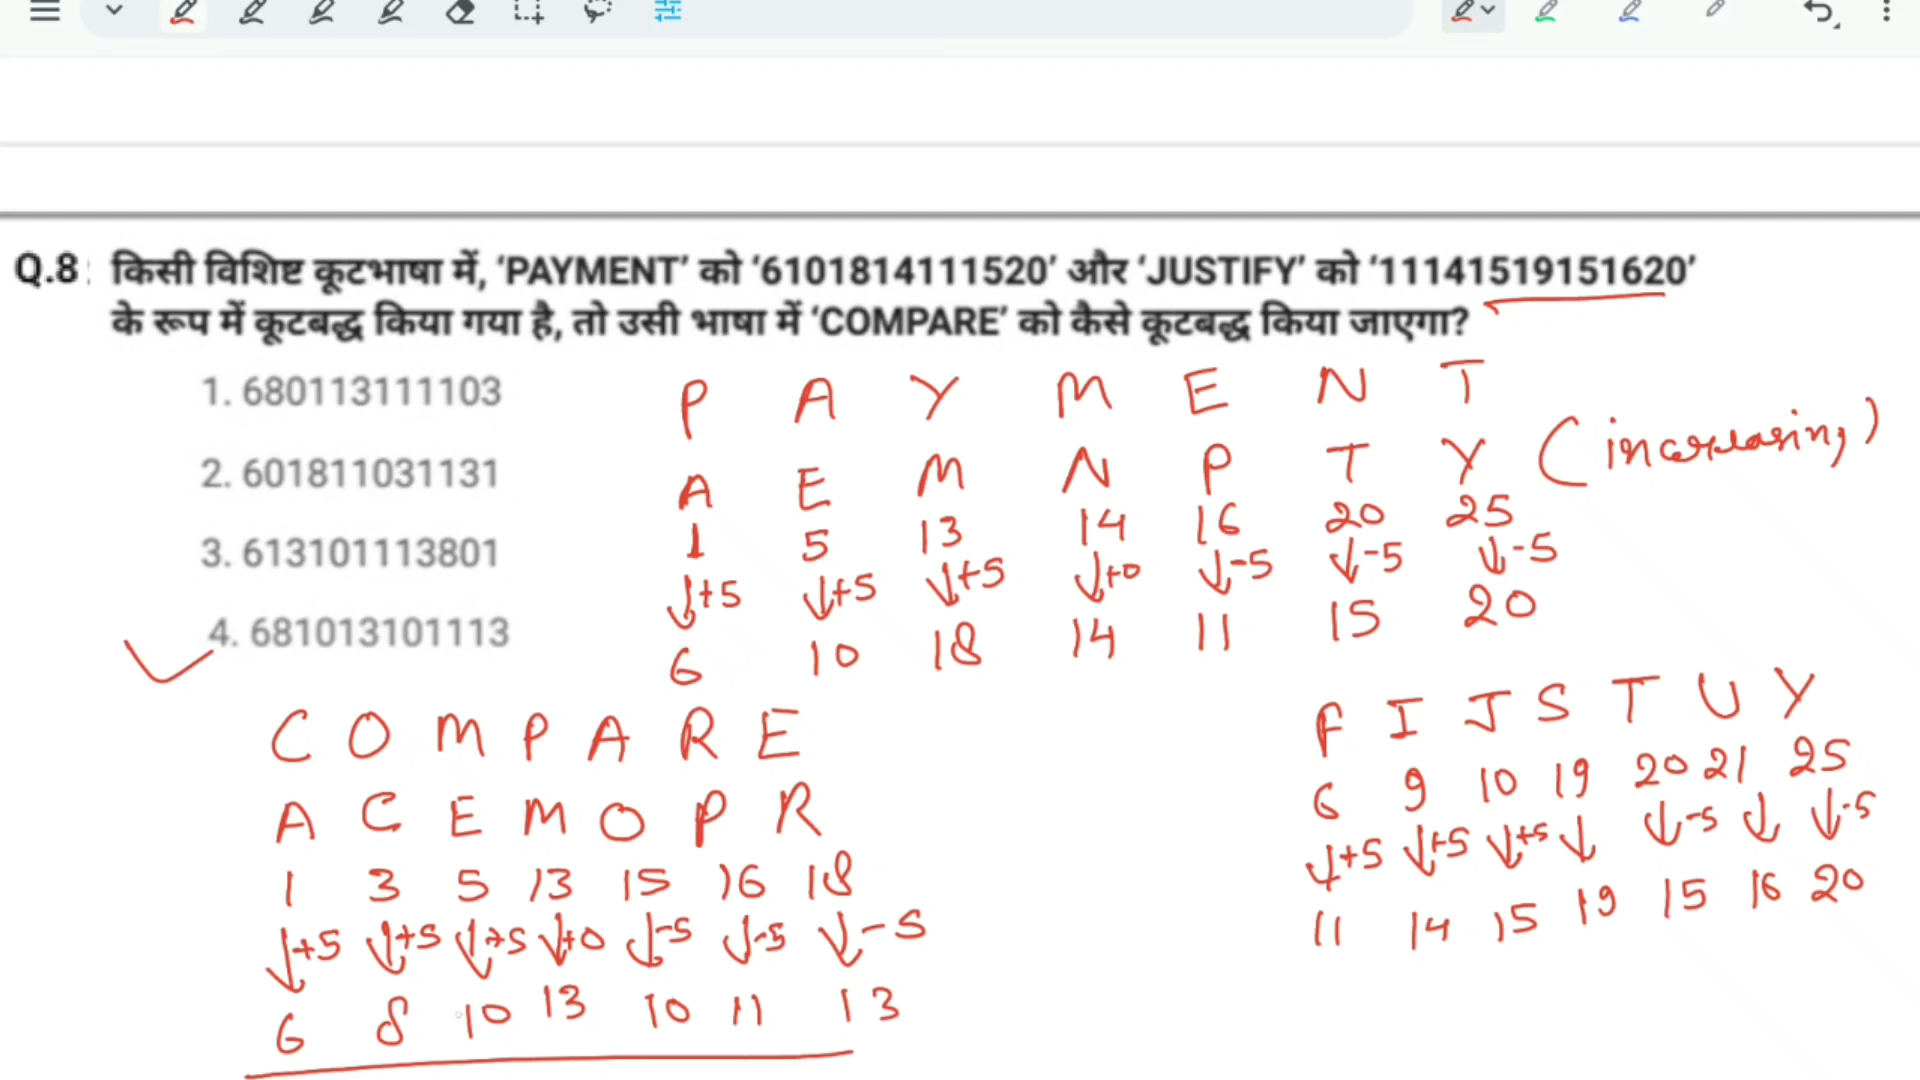 Q.8 किसी विशिष्ट कूटभाषा में, ‘PAYMENT’ को ‘6101814111520’ और ‘JUSTIFY’ को ‘11141519151620’
के रूप में कूटबद्ध किया गया है, तो उसी भाषा में ‘COMPARE’ को कैसे कूटबद्ध किया जाएगा?
1. 680113111103
2. 601811031131
3. 613101113801
4. 681013101113
P A Y M E N T
A E M N P T Y (increasing)
1 5 13 14 16 20 25
↓+5 ↓+5 ↓+5 ↓+0 ↓-5 ↓-5 ↓-5
6 10 18 14 11 15 20
C O M P A R E
A C E M O P R
1 3 5 13 15 16 18
↓+5 ↓+5 ↓+5 ↓+0 ↓-5 ↓-5 ↓-5
6 8 10 13 10 11 13
F I J S T U Y
6 9 10 19 20 21 25
↓+5 ↓+5 ↓+5 ↓ ↓-5 ↓ ↓-5
11 14 15 19 15 16 20